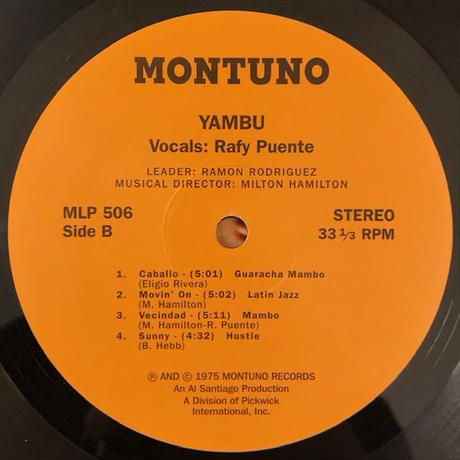 MONTUNO
YAMBU
Vocals: Rafy Puente
LEADER: RAMON RODRIGUEZ
MUSICAL DIRECTOR: MILTON HAMILTON
MLP 506
Side B
STEREO
33 1/3 RPM
1. Caballo - (5:01) Guaracha Mambo
(Eligio Rivera)
2. Movin' On - (5:02) Latin Jazz
(M. Hamilton)
3. Vecindad - (5:11) Mambo
(M. Hamilton-R. Puente)
4. Sunny - (4:32) Hustle
(B. Hebb)
℗ AND © 1975 MONTUNO RECORDS
An Al Santiago Production
A Division of Pickwick
International, Inc.